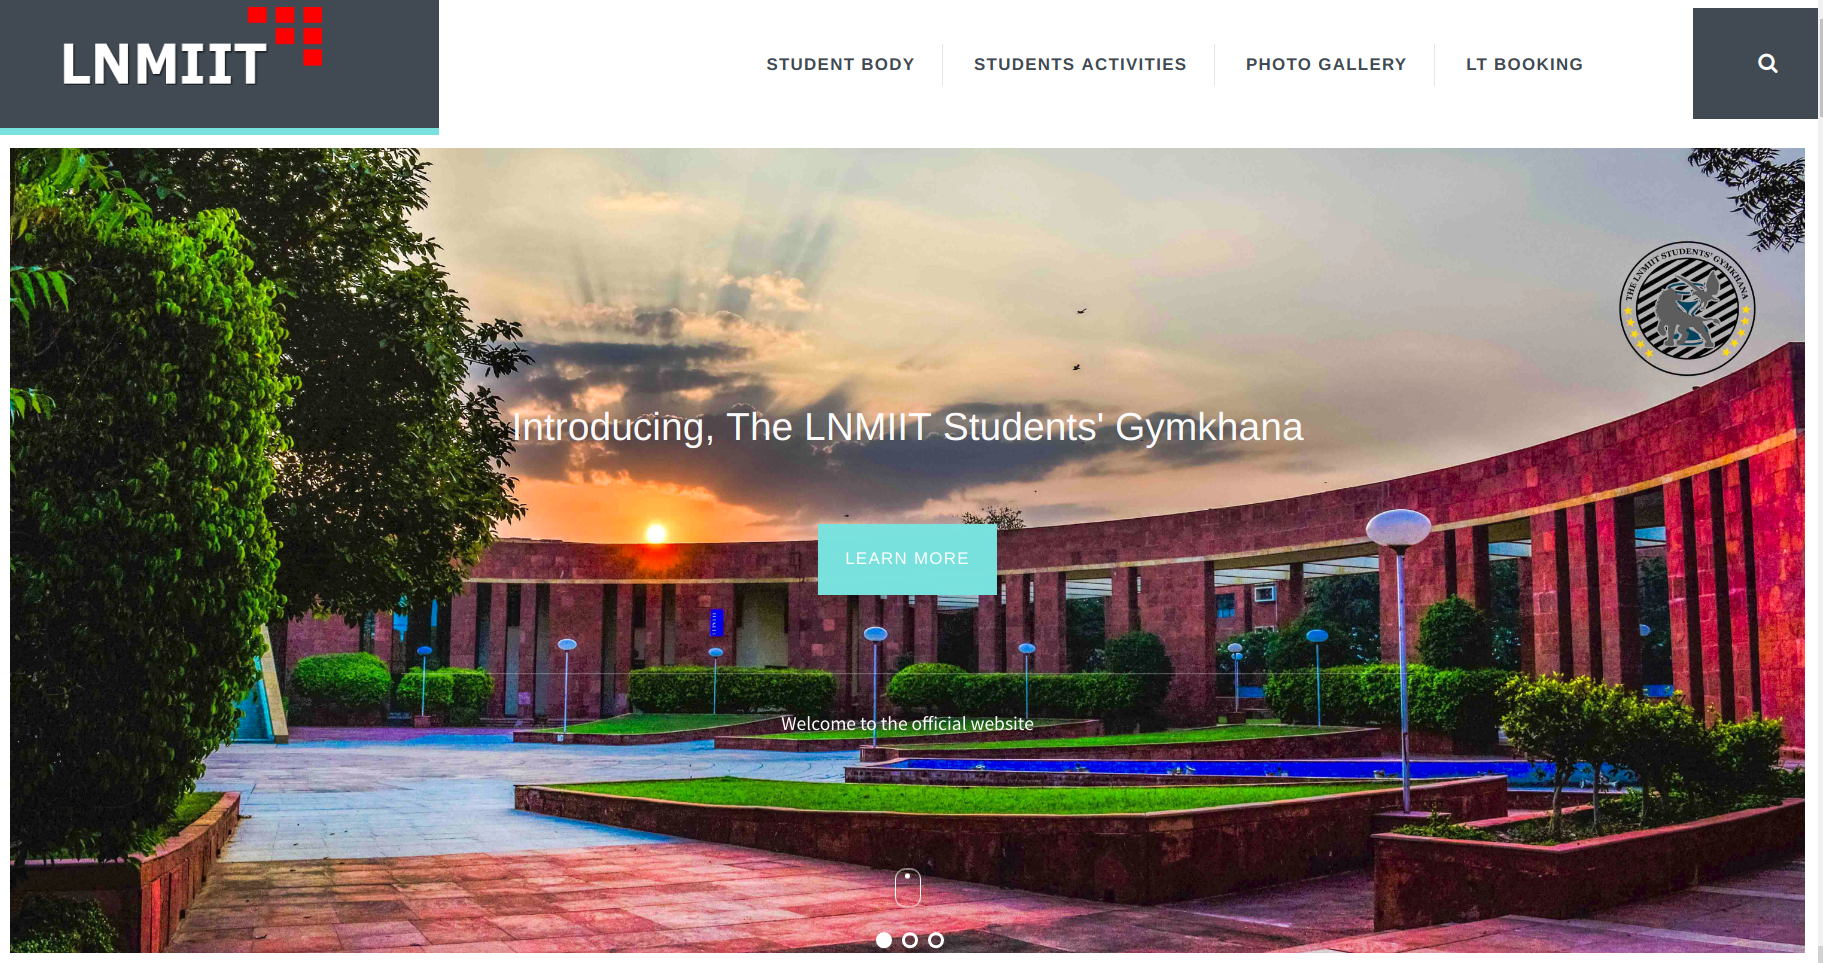 LNMIIT
STUDENT BODY
STUDENTS ACTIVITIES
PHOTO GALLERY
LT BOOKING
THE LNMIIT STUDENTS' GYMKHANA
Introducing, The LNMIIT Students' Gymkhana
LEARN MORE
Welcome to the official website